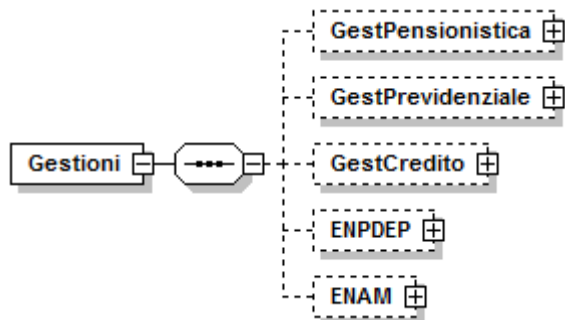 GestPensionistica
GestPrevidenziale
Gestioni
GestCredito
ENPDEP
ENAM